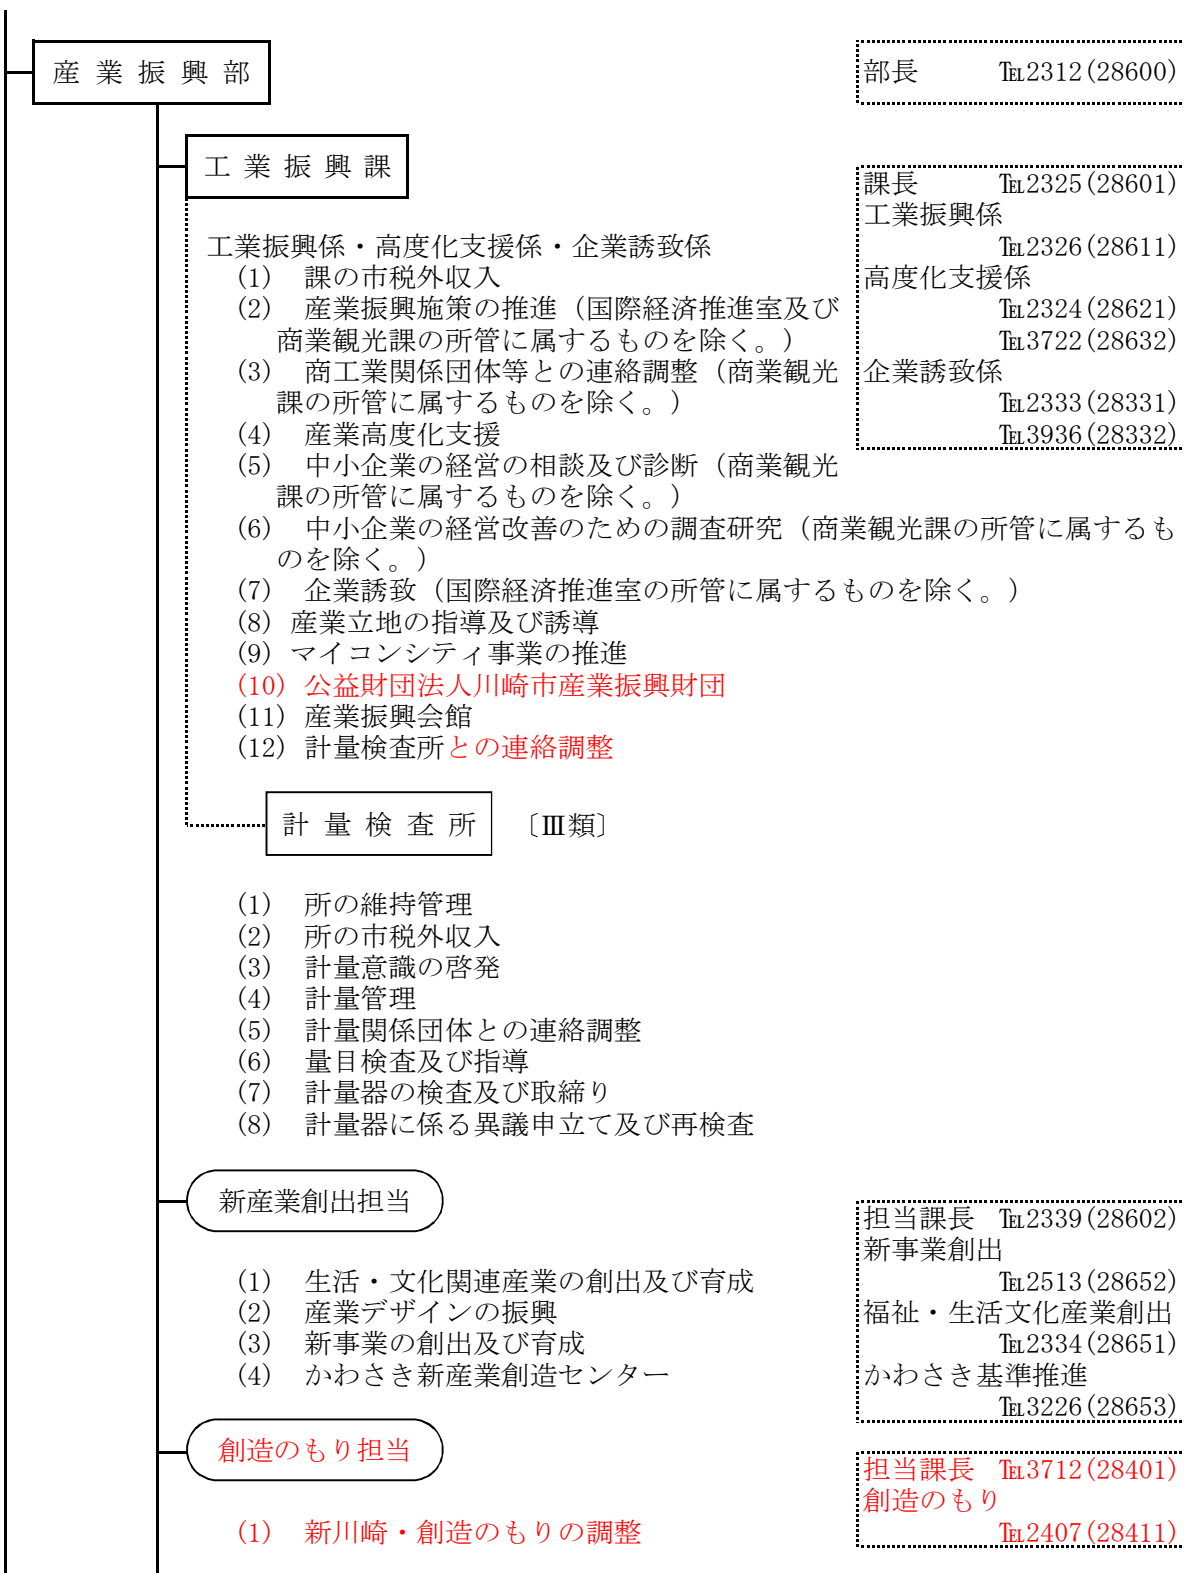 産業振興部
部長 ℡2312(28600)
工業振興課
課長 ℡2325(28601)
工業振興係
℡2326(28611)
高度化支援係
℡2324(28621)
℡3722(28632)
企業誘致係
℡2333(28331)
℡3936(28332)
工業振興係・高度化支援係・企業誘致係
(1) 課の市税外収入
(2) 産業振興施策の推進（国際経済推進室及び
商業観光課の所管に属するものを除く。）
(3) 商工業関係団体等との連絡調整（商業観光
課の所管に属するものを除く。）
(4) 産業高度化支援
(5) 中小企業の経営の相談及び診断（商業観光
課の所管に属するものを除く。）
(6) 中小企業の経営改善のための調査研究（商業観光課の所管に属するも
のを除く。）
(7) 企業誘致（国際経済推進室の所管に属するものを除く。）
(8) 産業立地の指導及び誘導
(9) マイコンシティ事業の推進
(10) 公益財団法人川崎市産業振興財団
(11) 産業振興会館
(12) 計量検査所との連絡調整
計量検査所 〔Ⅲ類〕
(1) 所の維持管理
(2) 所の市税外収入
(3) 計量意識の啓発
(4) 計量管理
(5) 計量関係団体との連絡調整
(6) 量目検査及び指導
(7) 計量器の検査及び取締り
(8) 計量器に係る異議申立て及び再検査
新産業創出担当
担当課長 ℡2339(28602)
新事業創出
℡2513(28652)
福祉・生活文化産業創出
℡2334(28651)
かわさき基準推進
℡3226(28653)
(1) 生活・文化関連産業の創出及び育成
(2) 産業デザインの振興
(3) 新事業の創出及び育成
(4) かわさき新産業創造センター
創造のもり担当
担当課長 ℡3712(28401)
創造のもり
℡2407(28411)
(1) 新川崎・創造のもりの調整